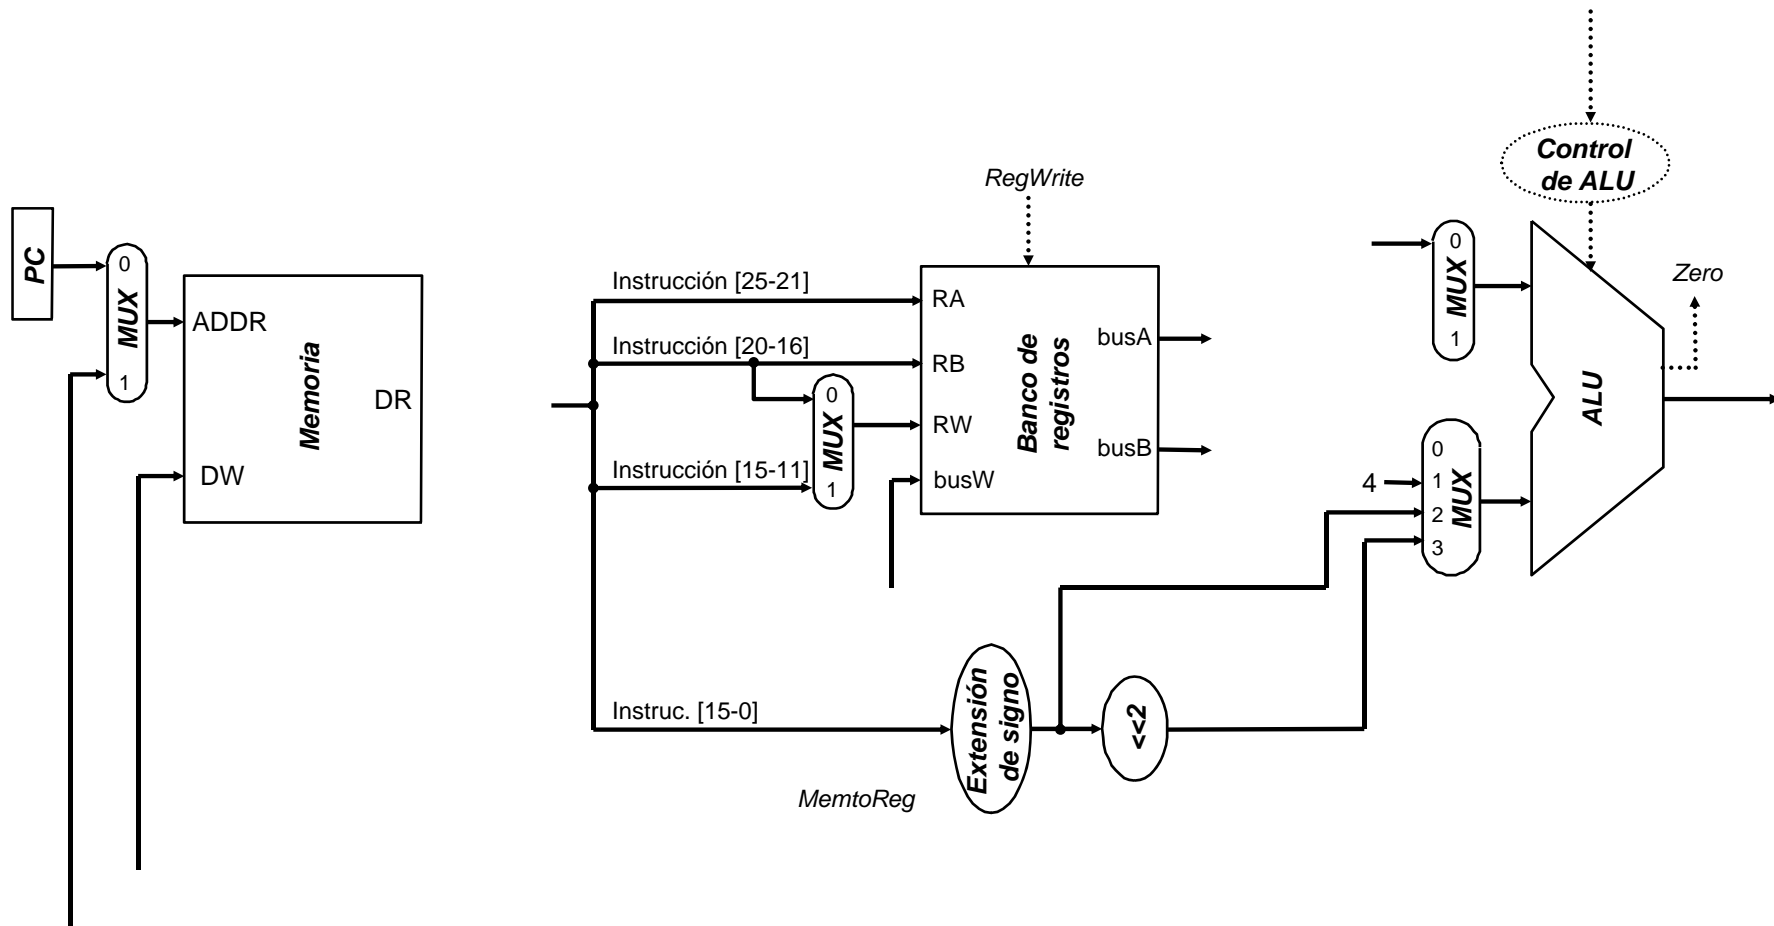 Control
de ALU
RegWrite
PC
0
MUX
1
ADDR
DW
Memoria
DR
Instrucción [25-21]
Instrucción [20-16]
Instrucción [15-11]
Instruc. [15-0]
0
MUX
1
RA
RB
RW
busW
Banco de
registros
busA
busB
0
MUX
1
Zero
ALU
4
0
1
2
3
MUX
Extensión
de signo
<<2
MemtoReg